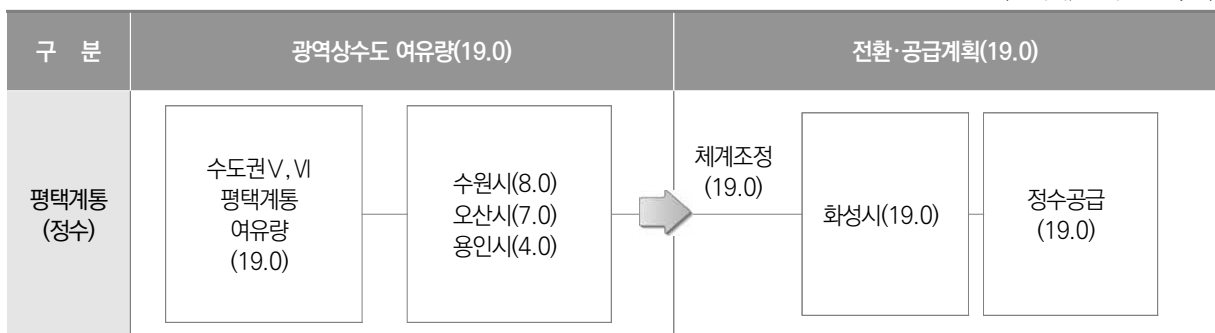 구 분
광역상수도 여유량(19.0)
전환·공급계획(19.0)
평택계통
(정수)
수도권Ⅴ, Ⅵ
평택계통
여유량
(19.0)
수원시(8.0)
오산시(7.0)
용인시(4.0)
체계조정
(19.0)
화성시(19.0)
정수공급
(19.0)